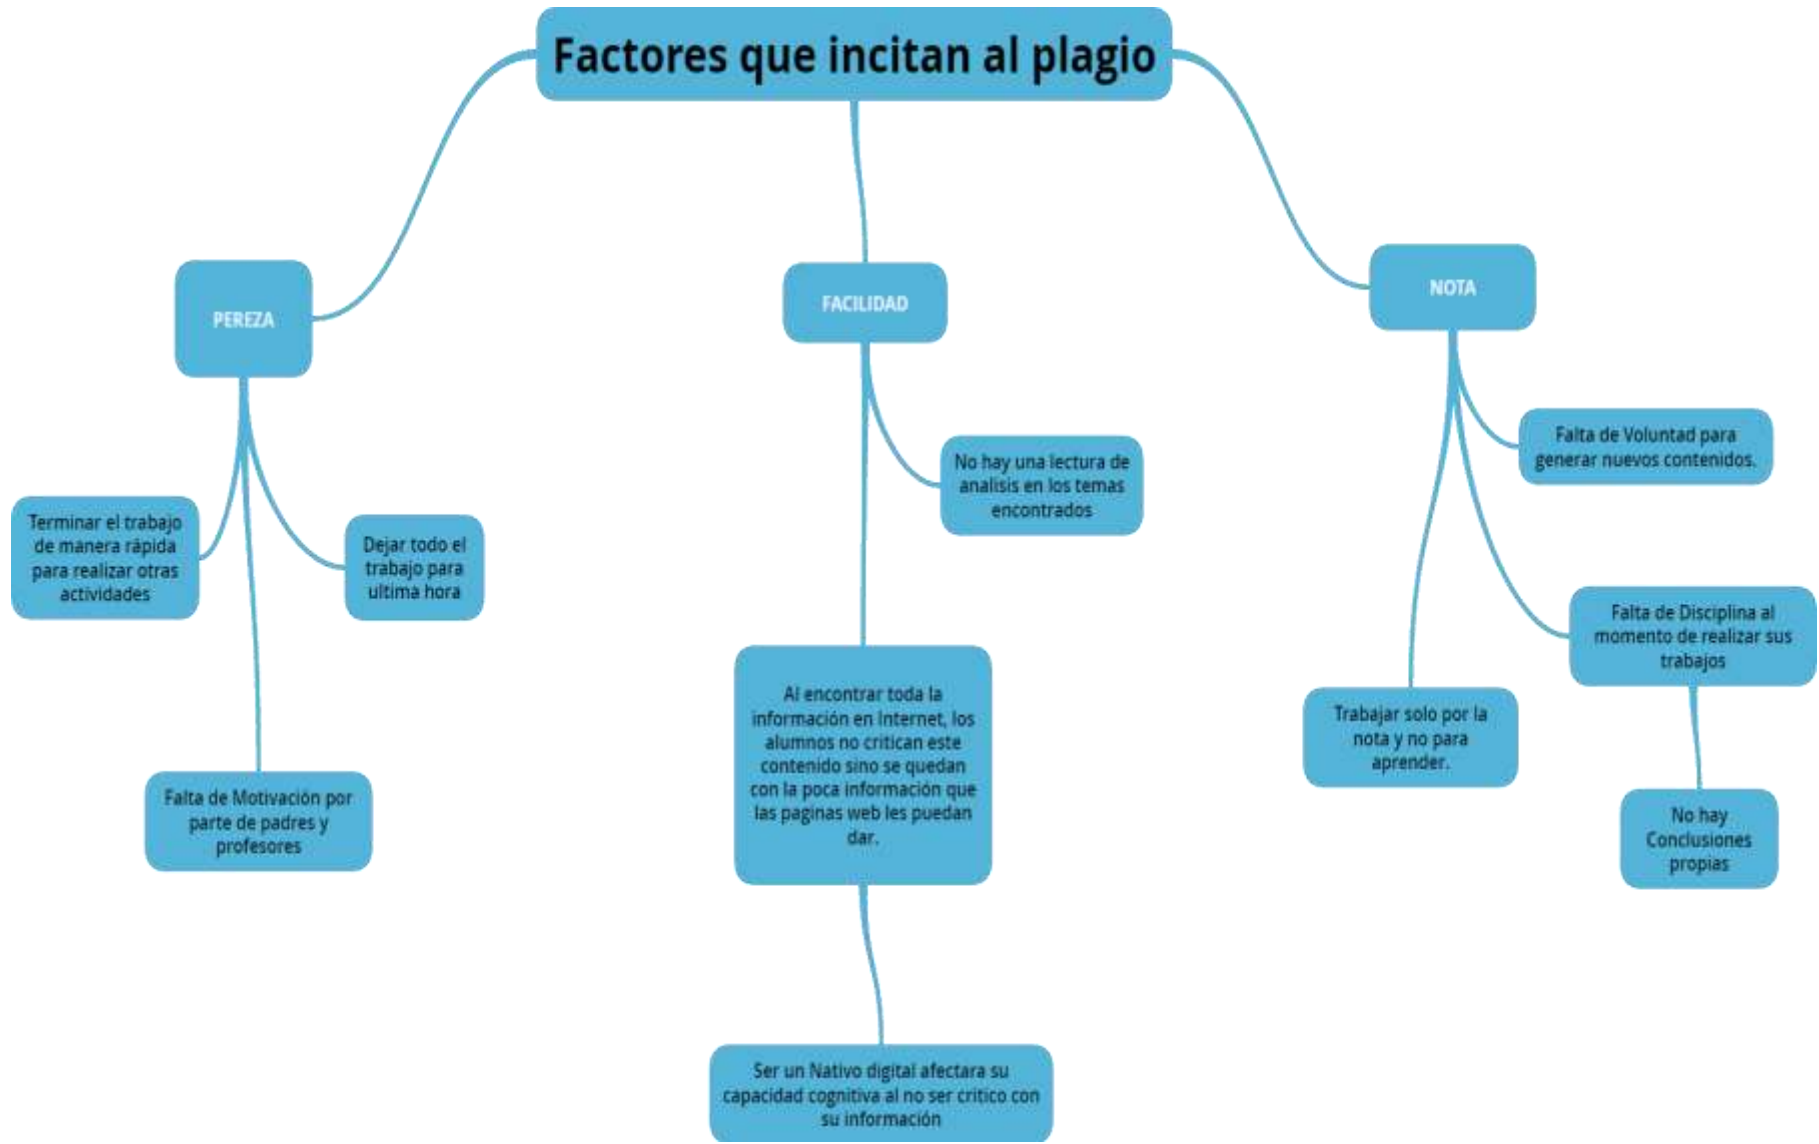 Factores que incitan al plagio
PEREZA
Terminar el trabajo
de manera rápida
para realizar otras
actividades
Dejar todo el
trabajo para
ultima hora
Falta de Motivación por
parte de padres y
profesores
FACILIDAD
No hay una lectura de
analisis en los temas
encontrados
Al encontrar toda la
información en Internet, los
alumnos no critican este
contenido sino se quedan
con la poca información que
las paginas web les puedan
dar.
Ser un Nativo digital afectara su
capacidad cognitiva al no ser critico con
su información
NOTA
Falta de Voluntad para
generar nuevos contenidos.
Falta de Disciplina al
momento de realizar sus
trabajos
Trabajar solo por la
nota y no para
aprender.
No hay
Conclusiones
propias